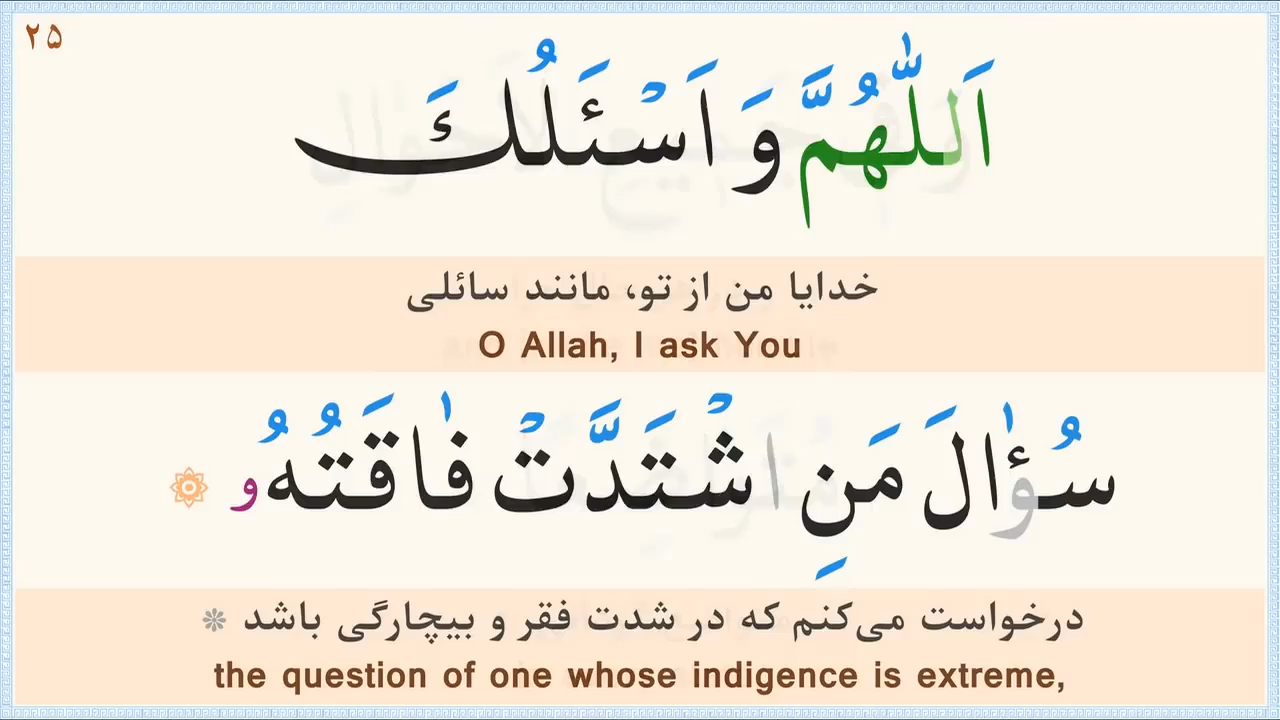 ۲۵
اَللّٰهُمَّ وَ اَسْئَلُكَ
خدایا من از تو، مانند سائلی
O Allah, I ask You
سُؤٰالَ مَنِ اشْتَدَّتْ فٰاقَتُهُ و
درخواست می‌کنم که در شدت فقر و بیچارگی باشد
the question of one whose indigence is extreme,